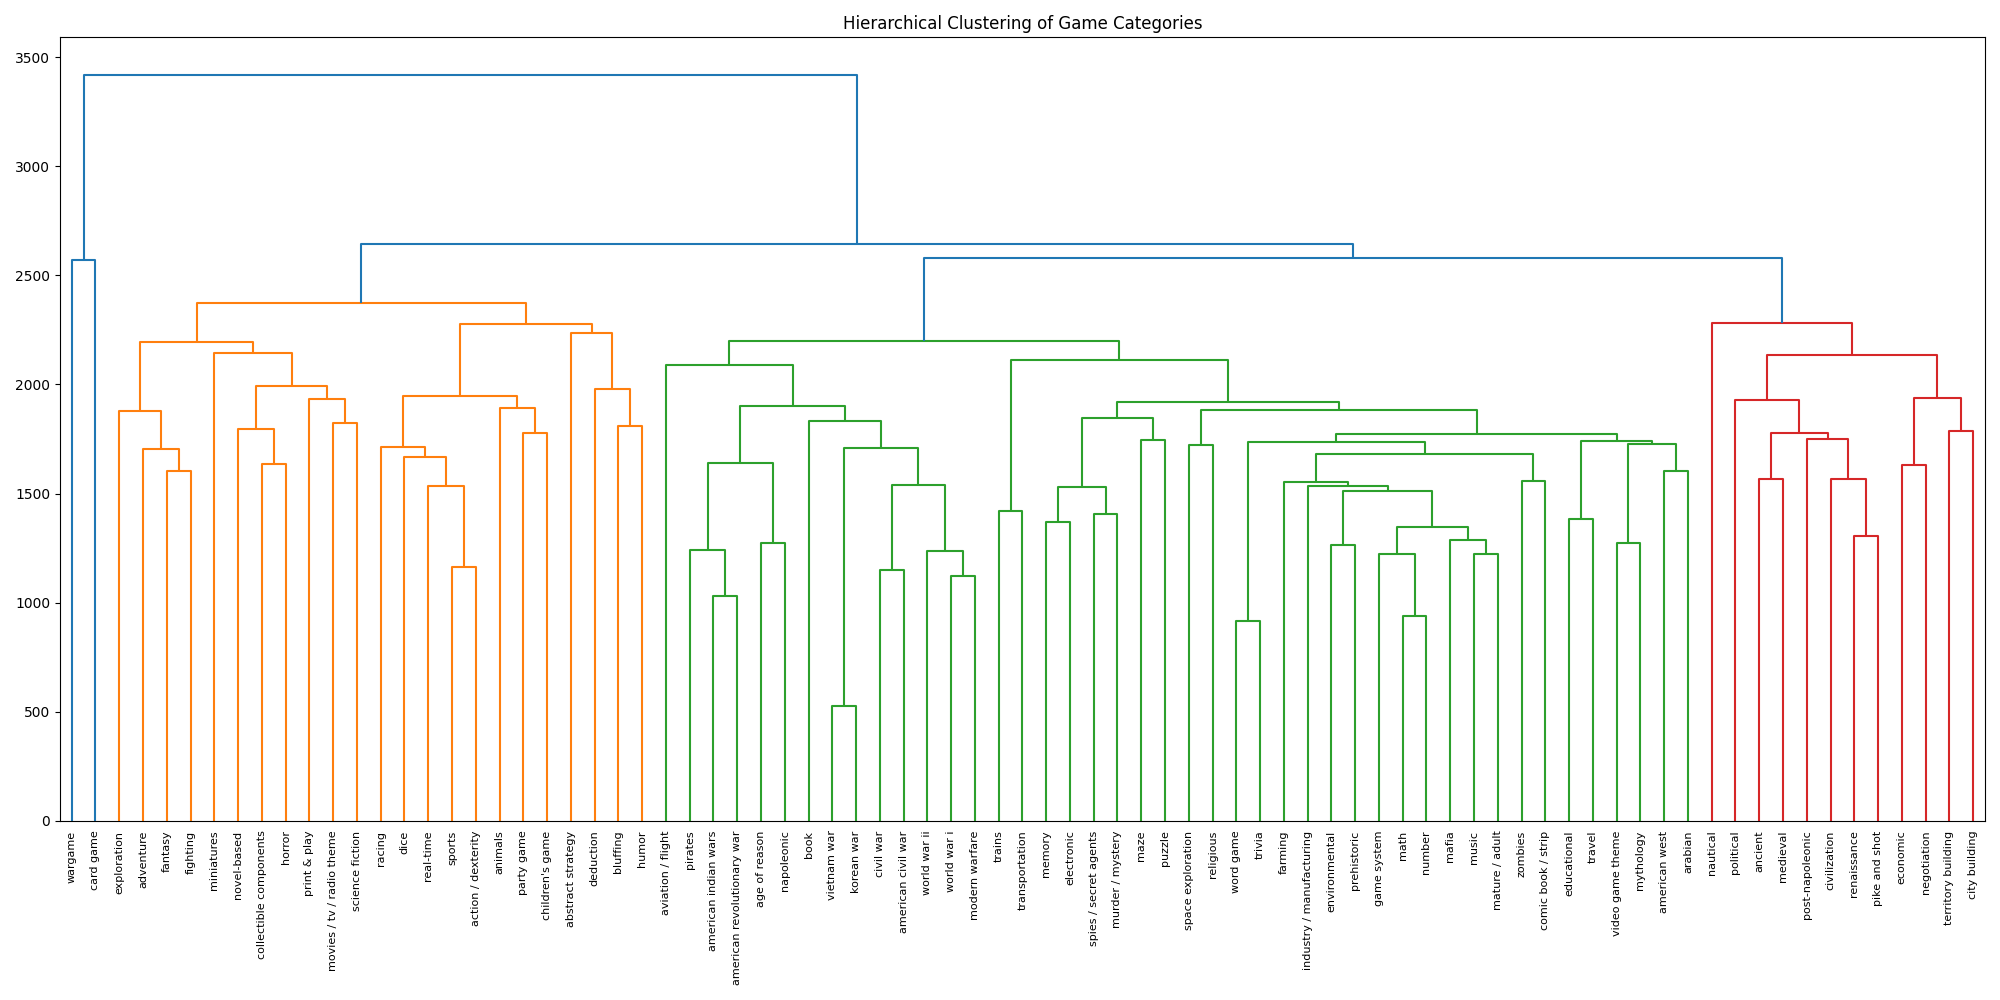 Hierarchical Clustering of Game Categories
3500
3000
2500
2000
1500
1000
500
0
wargame
card game
exploration
adventure
fantasy
fighting
miniatures
novel-based
collectible components
horror
print & play
movies / tv / radio theme
science fiction
racing
dice
real-time
sports
action / dexterity
animals
party game
children's game
abstract strategy
deduction
bluffing
humor
aviation / flight
pirates
american indian wars
american revolutionary war
age of reason
napoleonic
book
vietnam war
korean war
civil war
american civil war
world war ii
world war i
modern warfare
trains
transportation
memory
electronic
spies / secret agents
murder / mystery
maze
puzzle
space exploration
religious
word game
trivia
farming
industry / manufacturing
environmental
prehistoric
game system
math
number
mafia
music
mature / adult
zombies
comic book / strip
educational
travel
video game theme
mythology
american west
arabian
nautical
political
ancient
medieval
post-napoleonic
civilization
renaissance
pike and shot
economic
negotiation
territory building
city building